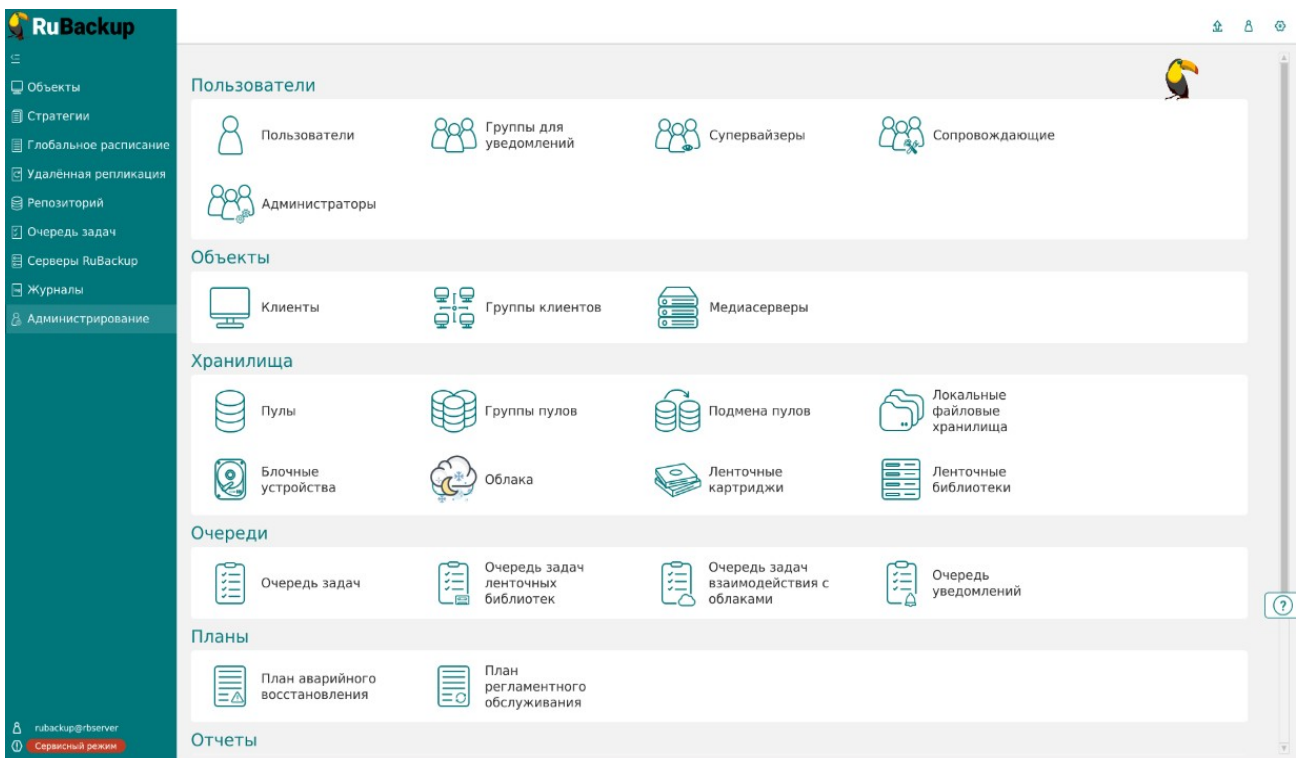 RuBackup
Объекты
Стратегии
Глобальное расписание
Удалённая репликация
Репозиторий
Очередь задач
Серверы RuBackup
Журналы
Администрирование
rubackup@rbserver
Сервисный режим
Пользователи
Пользователи
Группы для
уведомлений
Супервайзеры
Сопровождающие
Администраторы
Объекты
Клиенты
Группы клиентов
Медиасерверы
Хранилища
Пулы
Группы пулов
Подмена пулов
Локальные
файловые
хранилища
Блочные
устройства
Облака
Ленточные
картриджи
Ленточные
библиотеки
Очереди
Очередь задач
Очередь задач
ленточных
библиотек
Очередь задач
взаимодействия с
облаками
Очередь
уведомлений
?
Планы
План аварийного
восстановления
План
регламентного
обслуживания
Отчеты